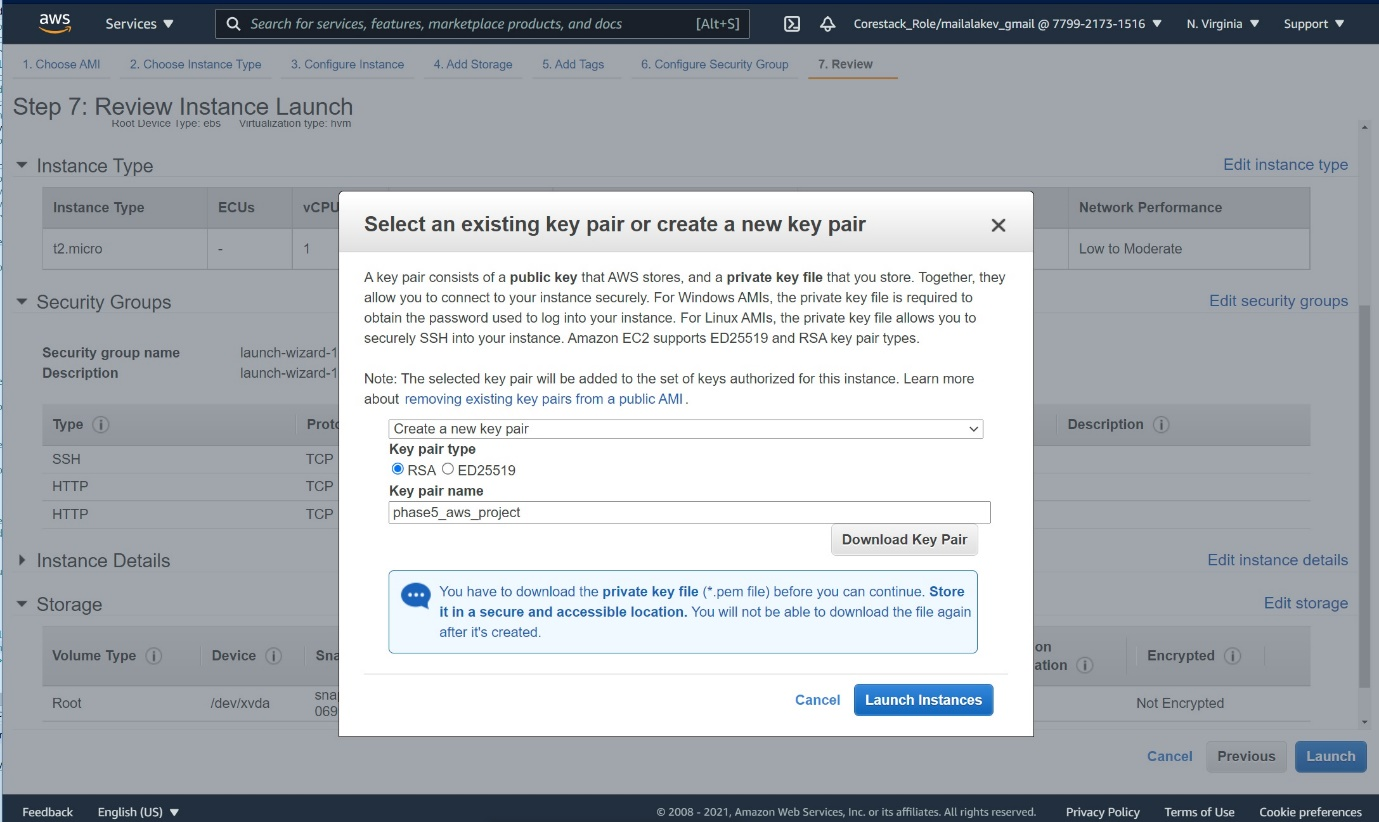 aws
Services
Search for services, features, marketplace products, and docs [Alt+S]
Corestack_Role/mailalakev_gmail @ 7799-2173-1516
N. Virginia
Support
1. Choose AMI 2. Choose Instance Type 3. Configure Instance 4. Add Storage 5. Add Tags 6. Configure Security Group 7. Review
Step 7: Review Instance Launch
Root Device Type: ebs Virtualization type: hvm
Instance Type
Edit instance type
Instance Type ECUs vCPU Network Performance
t2.micro - 1 Low to Moderate
Security Groups
Edit security groups
Security group name launch-wizard-1
Description launch-wizard-1
Type Proto Description
SSH TCP
HTTP TCP
HTTP TCP
Instance Details
Edit instance details
Storage
Edit storage
Volume Type Device Sna on ation Encrypted
Root /dev/xvda snap 069 Not Encrypted
Select an existing key pair or create a new key pair
A key pair consists of a public key that AWS stores, and a private key file that you store. Together, they
allow you to connect to your instance securely. For Windows AMIs, the private key file is required to
obtain the password used to log into your instance. For Linux AMIs, the private key file allows you to
securely SSH into your instance. Amazon EC2 supports ED25519 and RSA key pair types.
Note: The selected key pair will be added to the set of keys authorized for this instance. Learn more
about removing existing key pairs from a public AMI .
Create a new key pair
Key pair type
RSA ED25519
Key pair name
phase5_aws_project
Download Key Pair
You have to download the private key file (*.pem file) before you can continue. Store
it in a secure and accessible location. You will not be able to download the file again
after it's created.
Cancel Launch Instances
Cancel Previous Launch
Feedback English (US) © 2008 - 2021, Amazon Web Services, Inc. or its affiliates. All rights reserved. Privacy Policy Terms of Use Cookie preferences